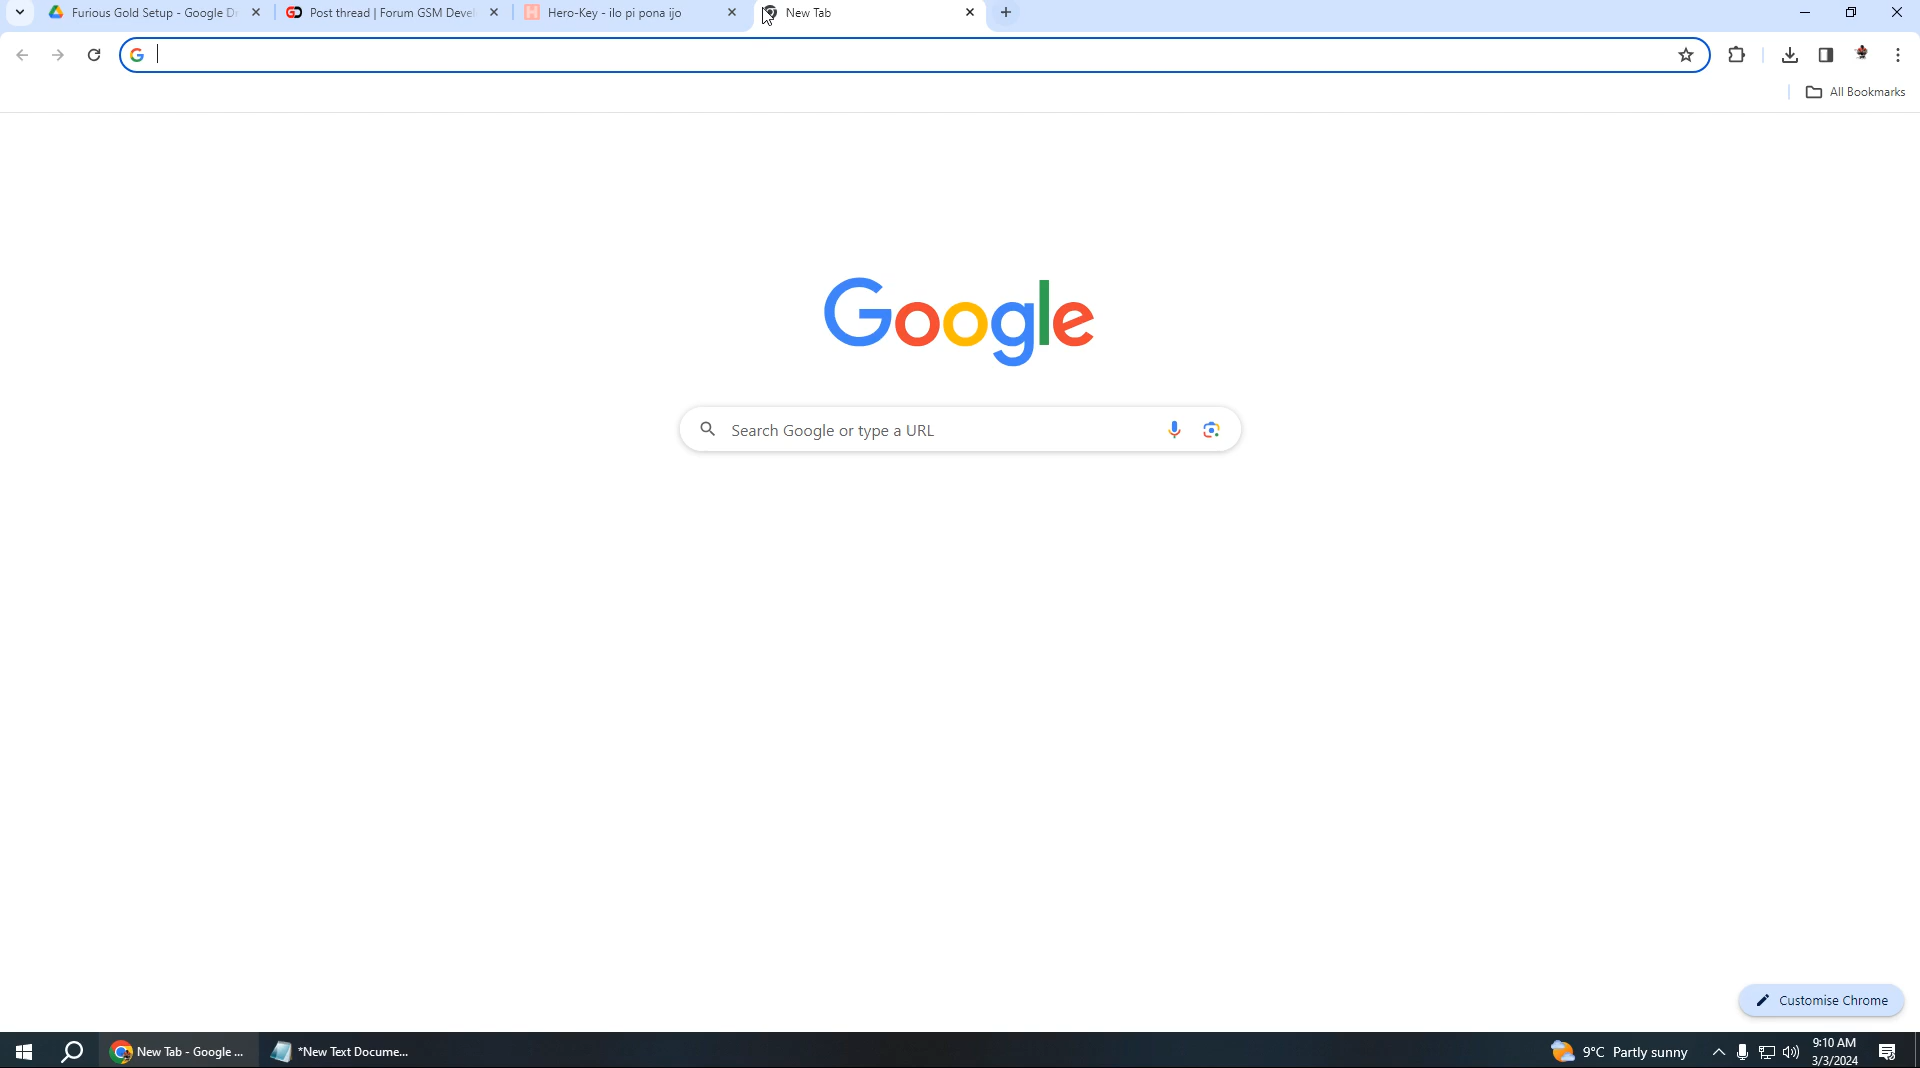 Furious Gold Setup - Google Dr
Post thread | Forum GSM Devel
Hero-Key - ilo pi pona ijo
New Tab
All Bookmarks
Google
Search Google or type a URL
Customise Chrome
New Tab - Google ...
*New Text Docume...
9°C Partly sunny
9:10 AM
3/3/2024